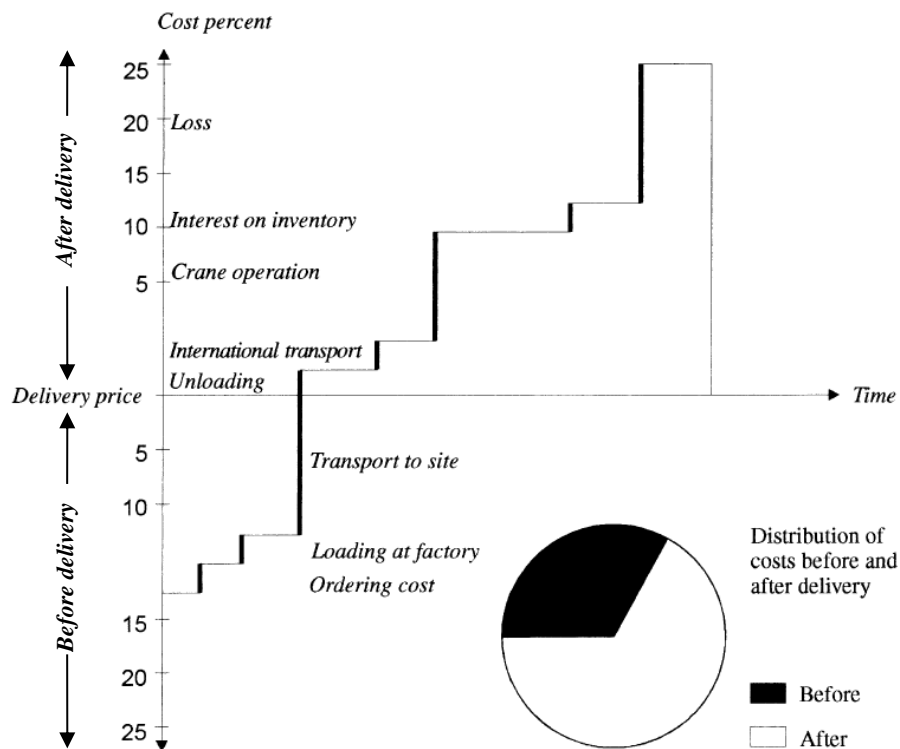 Cost percent
25
20
15
10
5
After delivery
Loss
Interest on inventory
Crane operation
International transport
Unloading
Delivery price
Time
5
10
15
20
25
Before delivery
Transport to site
Loading at factory
Ordering cost
Distribution of
costs before and
after delivery
Before
After